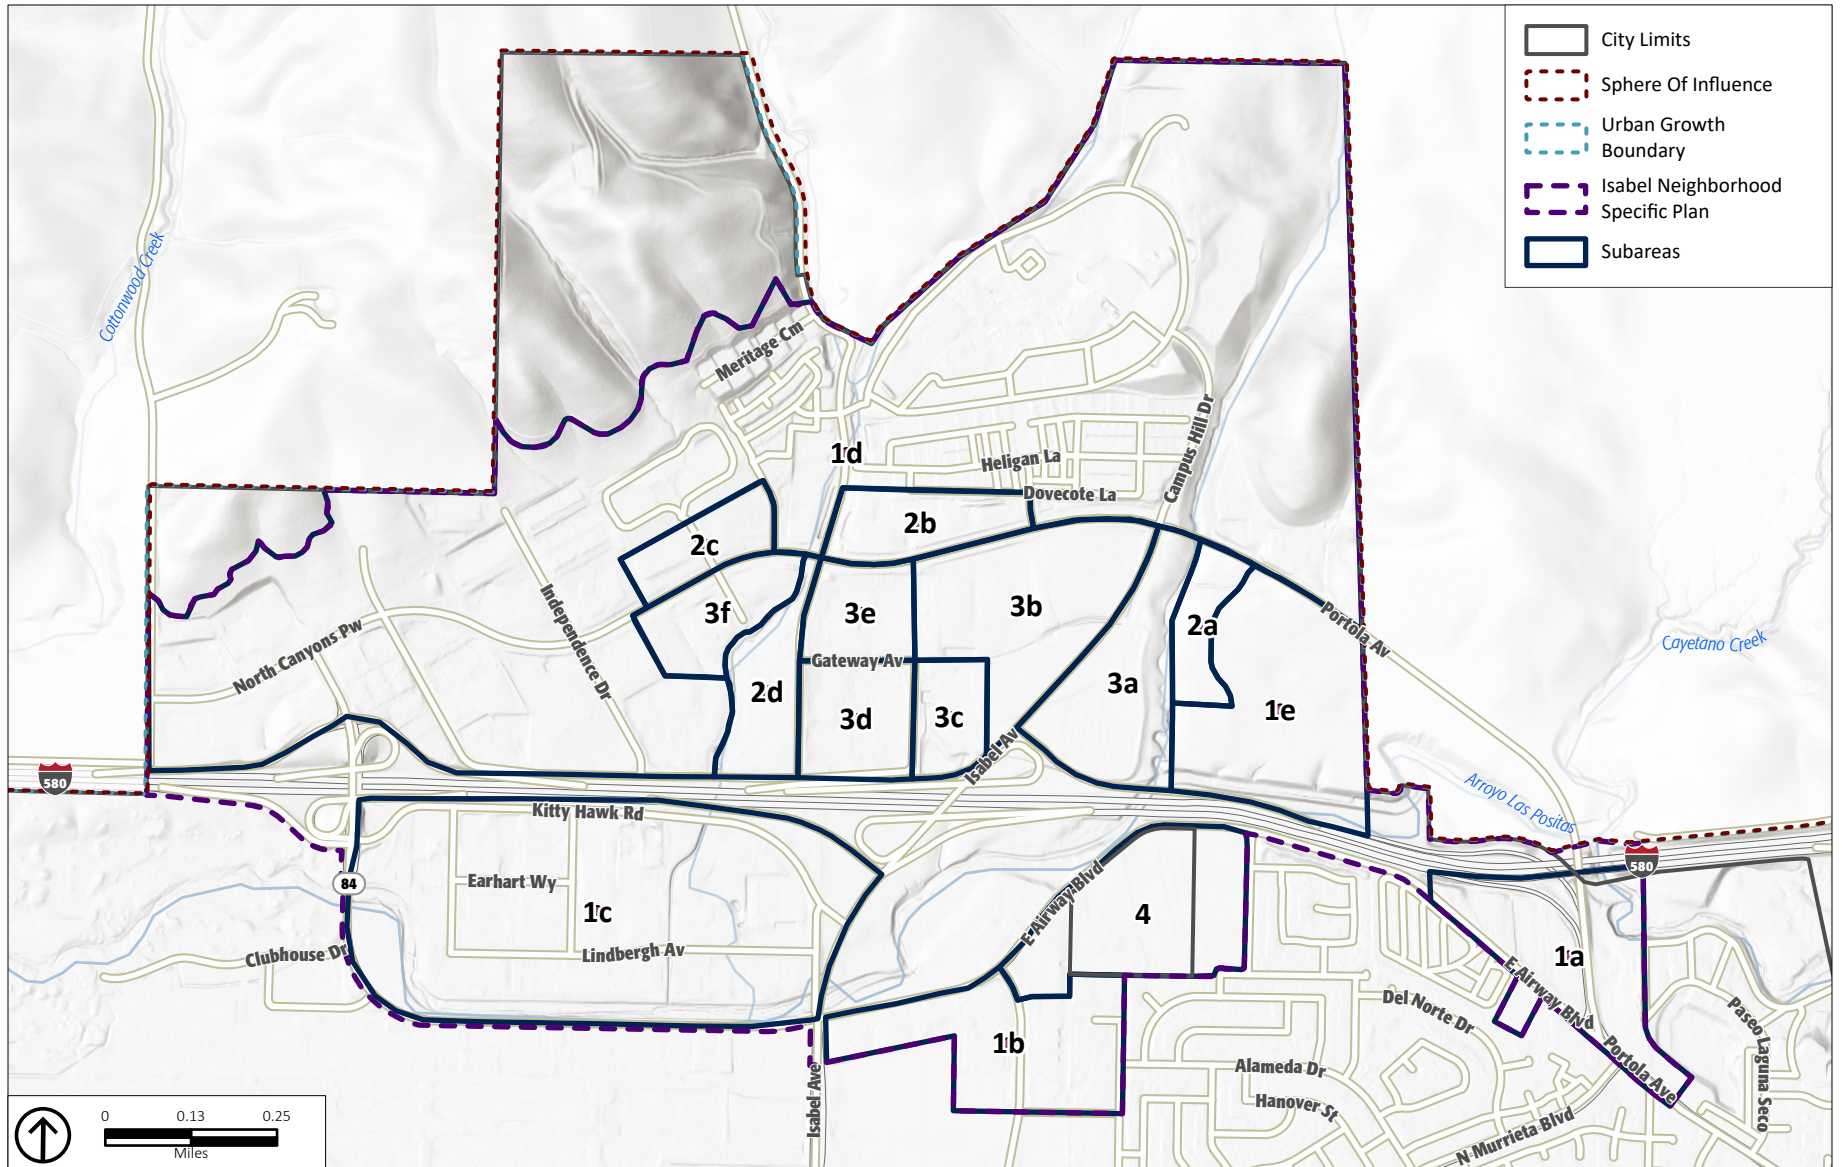 City Limits
Sphere Of Influence
Urban Growth
Boundary
Isabel Neighborhood
Specific Plan
Subareas
Cottonwood Creek
Meritage Cm
1d
Heligan La
Dovecote La
Campus Hill Dr
2b
2c
3f
3e
3b
2a
Portola Av
Cayetano Creek
Independence Dr
North Canyons Pw
Gateway Av
2d
3d
3c
3a
1e
Isabel Av
580
Arroyo Las Positas
Kitty Hawk Rd
580
84
Earhart Wy
1c
E Airway Blvd
4
Clubhouse Dr
Lindbergh Av
1a
E Airway Blvd
Del Norte Dr
1b
Portola Ave
Paseo Laguna Seco
Isabel Ave
Alameda Dr
Hanover St
N Murrieta Blvd
0 0.13 0.25
Miles